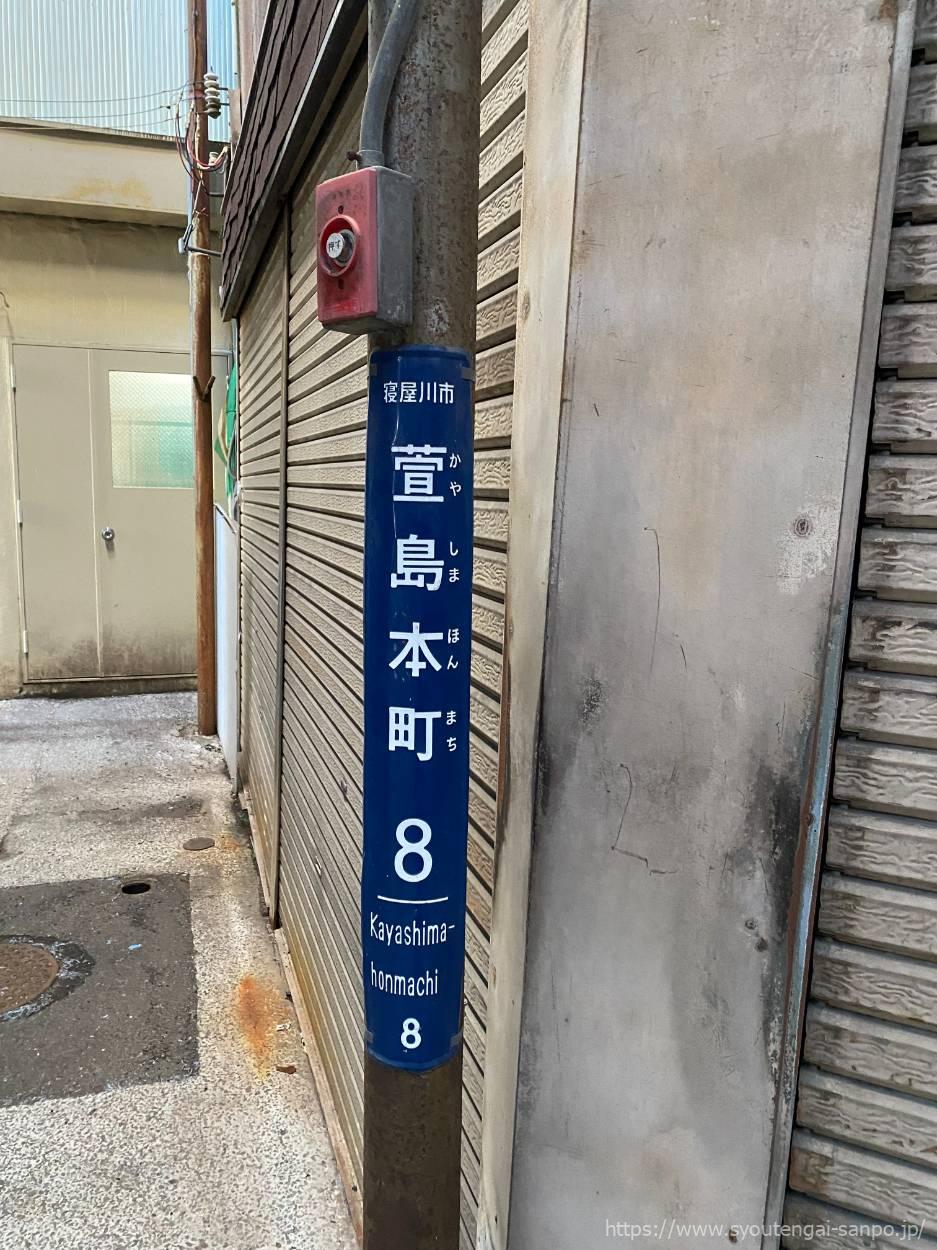 押す
寝屋川市
萱島本町
かやしまほんまち
8
Kayashima-
honmachi
8
https://www.syoutengai-sanpo.jp/